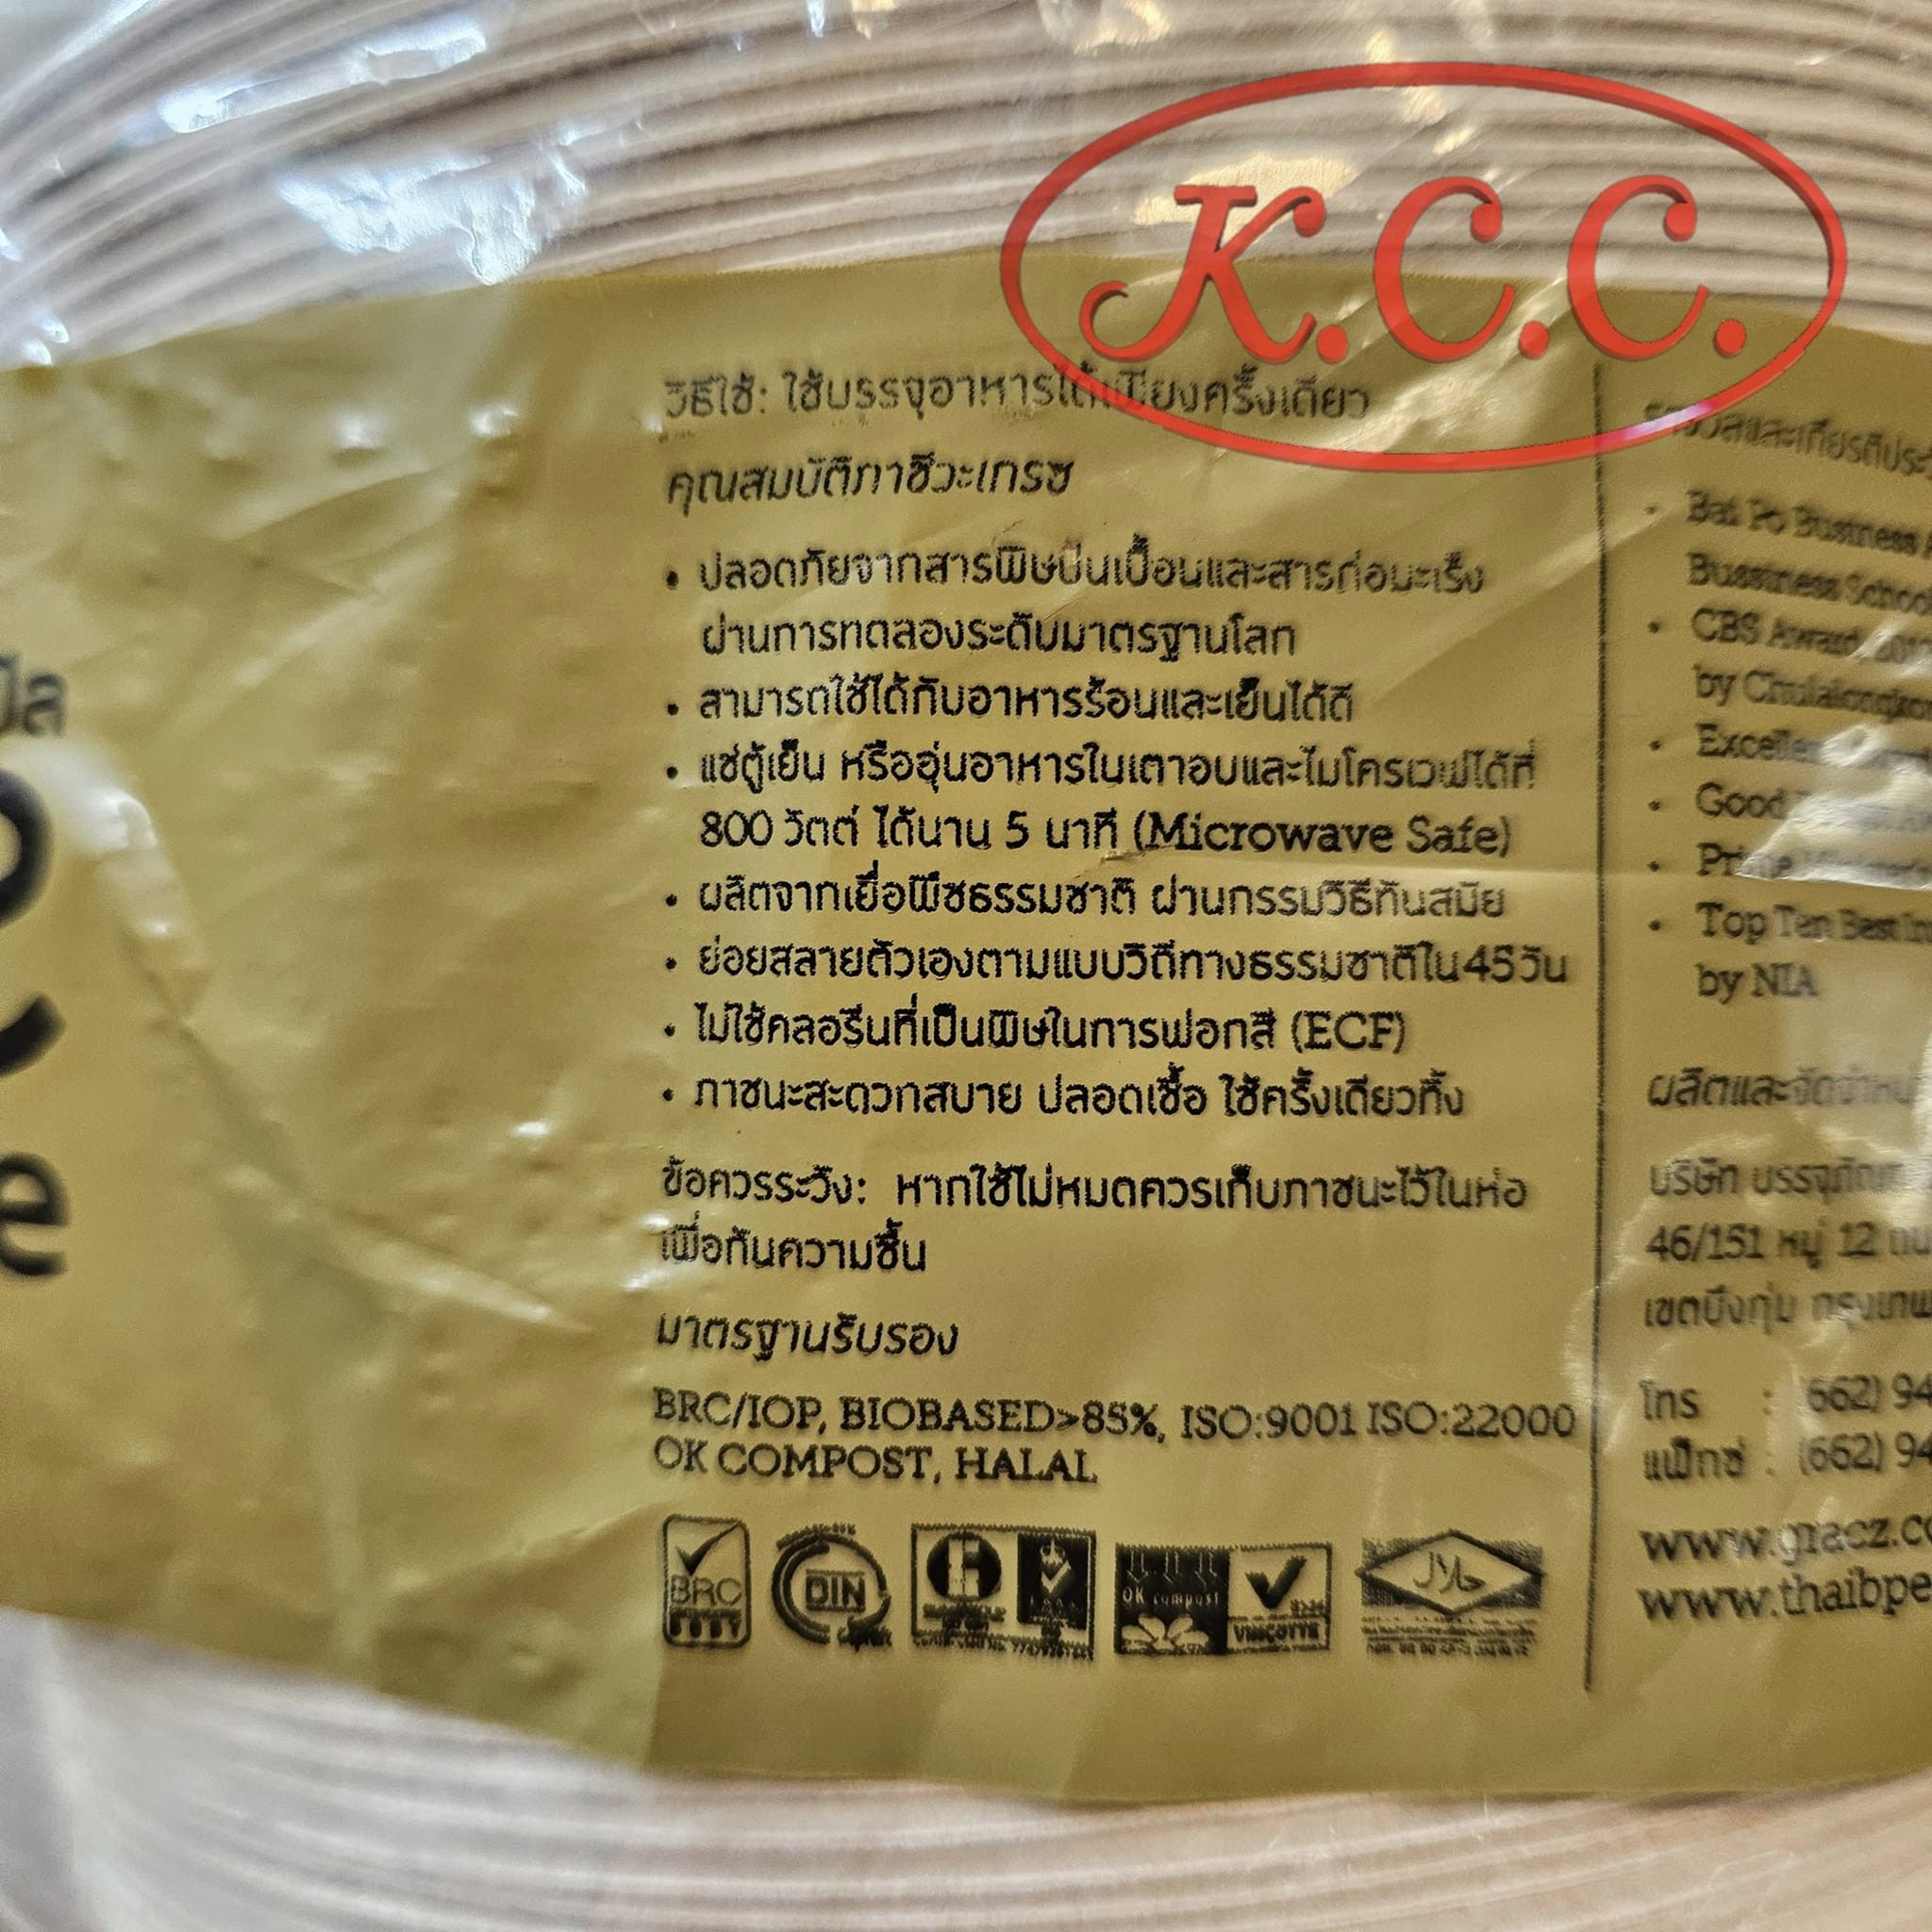 K.C.C.
วิธีใช้: ใช้บรรจุอาหารได้เพียงครั้งเดียว
คุณสมบัติภาชีวะเกรซ
• ปลอดภัยจากสารพิษปนเปื้อนและสารก่อมะเร็ง
ผ่านการทดลองระดับมาตรฐานโลก
• สามารถใช้ได้กับอาหารร้อนและเย็นได้ดี
• แช่ตู้เย็น หรืออุ่นอาหารในเตาอบและไมโครเวฟได้ที่
800 วัตต์ ได้นาน 5 นาที (Microwave Safe)
• ผลิตจากเยื่อพืชธรรมชาติ ผ่านกรรมวิธีทันสมัย
• ย่อยสลายตัวเองตามแบบวิถีทางธรรมชาติใน45วัน
• ไม่ใช้คลอรีนที่เป็นพิษในการฟอกสี (ECF)
• ภาชนะสะดวกสบาย ปลอดเชื้อ ใช้ครั้งเดียวทิ้ง
ข้อควรระวัง: หากใช้ไม่หมดควรเก็บภาชนะไว้ในห่อ
เพื่อกันความชื้น
มาตรฐานรับรอง
BRC/IOP, BIOBASED>85%, ISO:9001 ISO:22000
OK COMPOST, HALAL
BRC
DIN
OK compost
VINÇOTTE
حلال
• Bai Po Business
Bussiness
• CBS Award
by
•
• Good
•
• Top Ten Best
by NIA
ผลิตและ
บริษัท
46/151 หมู่ 12
เขตบึงกุ่ม
โทร : (662) 94
แฟ็กซ์ : (662) 94
www.gracz.c
www.thaibpe